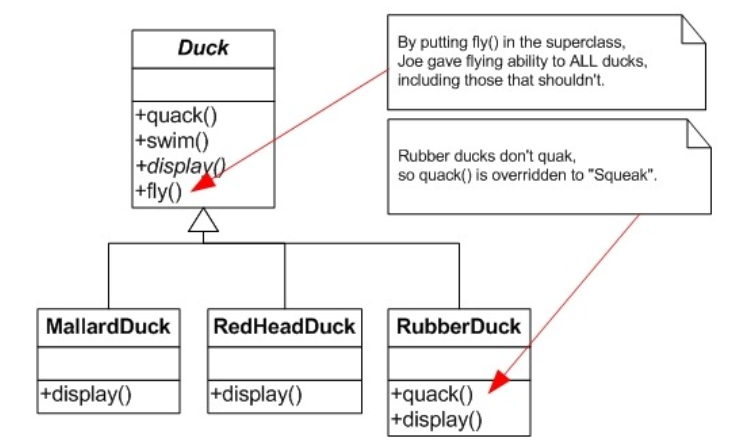 Duck
+quack()
+swim()
+display()
+fly()
By putting fly() in the superclass,
Joe gave flying ability to ALL ducks,
including those that shouldn't.
Rubber ducks don't quak,
so quack() is overridden to "Squeak".
MallardDuck
+display()
RedHeadDuck
+display()
RubberDuck
+quack()
+display()